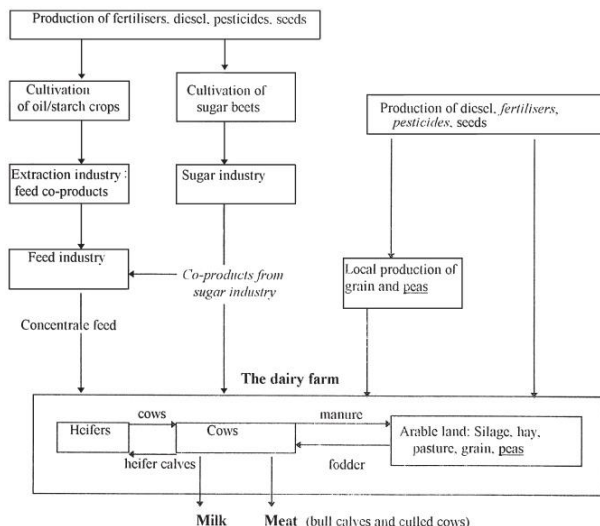 Production of fertilisers, diesel, pesticides, seeds
Cultivation
of oil/starch crops
Cultivation of
sugar beets
Production of diesel, fertilisers,
pesticides, seeds
Extraction industry:
feed co-products
Sugar industry
Feed industry
Co-products from
sugar industry
Local production of
grain and peas
Concentrate feed
The dairy farm
Heifers
cows
heifer calves
Cows
manure
fodder
Arable land: Silage, hay,
pasture, grain, peas
Milk
Meat (bull calves and culled cows)